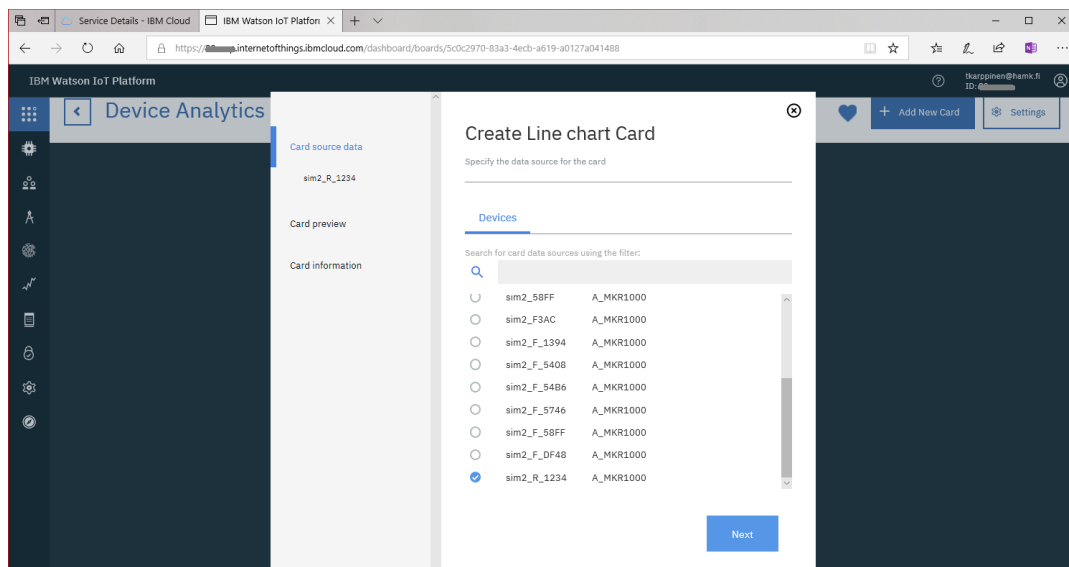 Service Details - IBM Cloud
IBM Watson IoT Platform
https://
.internetofthings.ibmcloud.com/dashboard/boards/5c0c2970-83a3-4ecb-a619-a0127a041488
IBM Watson IoT Platform
tkarppinen@hamk.fi
ID:
Device Analytics
+ Add New Card
Settings
Card source data
sim2_R_1234
Card preview
Card information
Create Line chart Card
Specify the data source for the card
Devices
Search for card data sources using the filter:
sim2_58FF A_MKR1000
sim2_F3AC A_MKR1000
sim2_F_1394 A_MKR1000
sim2_F_5408 A_MKR1000
sim2_F_54B6 A_MKR1000
sim2_F_5746 A_MKR1000
sim2_F_58FF A_MKR1000
sim2_F_DF48 A_MKR1000
sim2_R_1234 A_MKR1000
Next